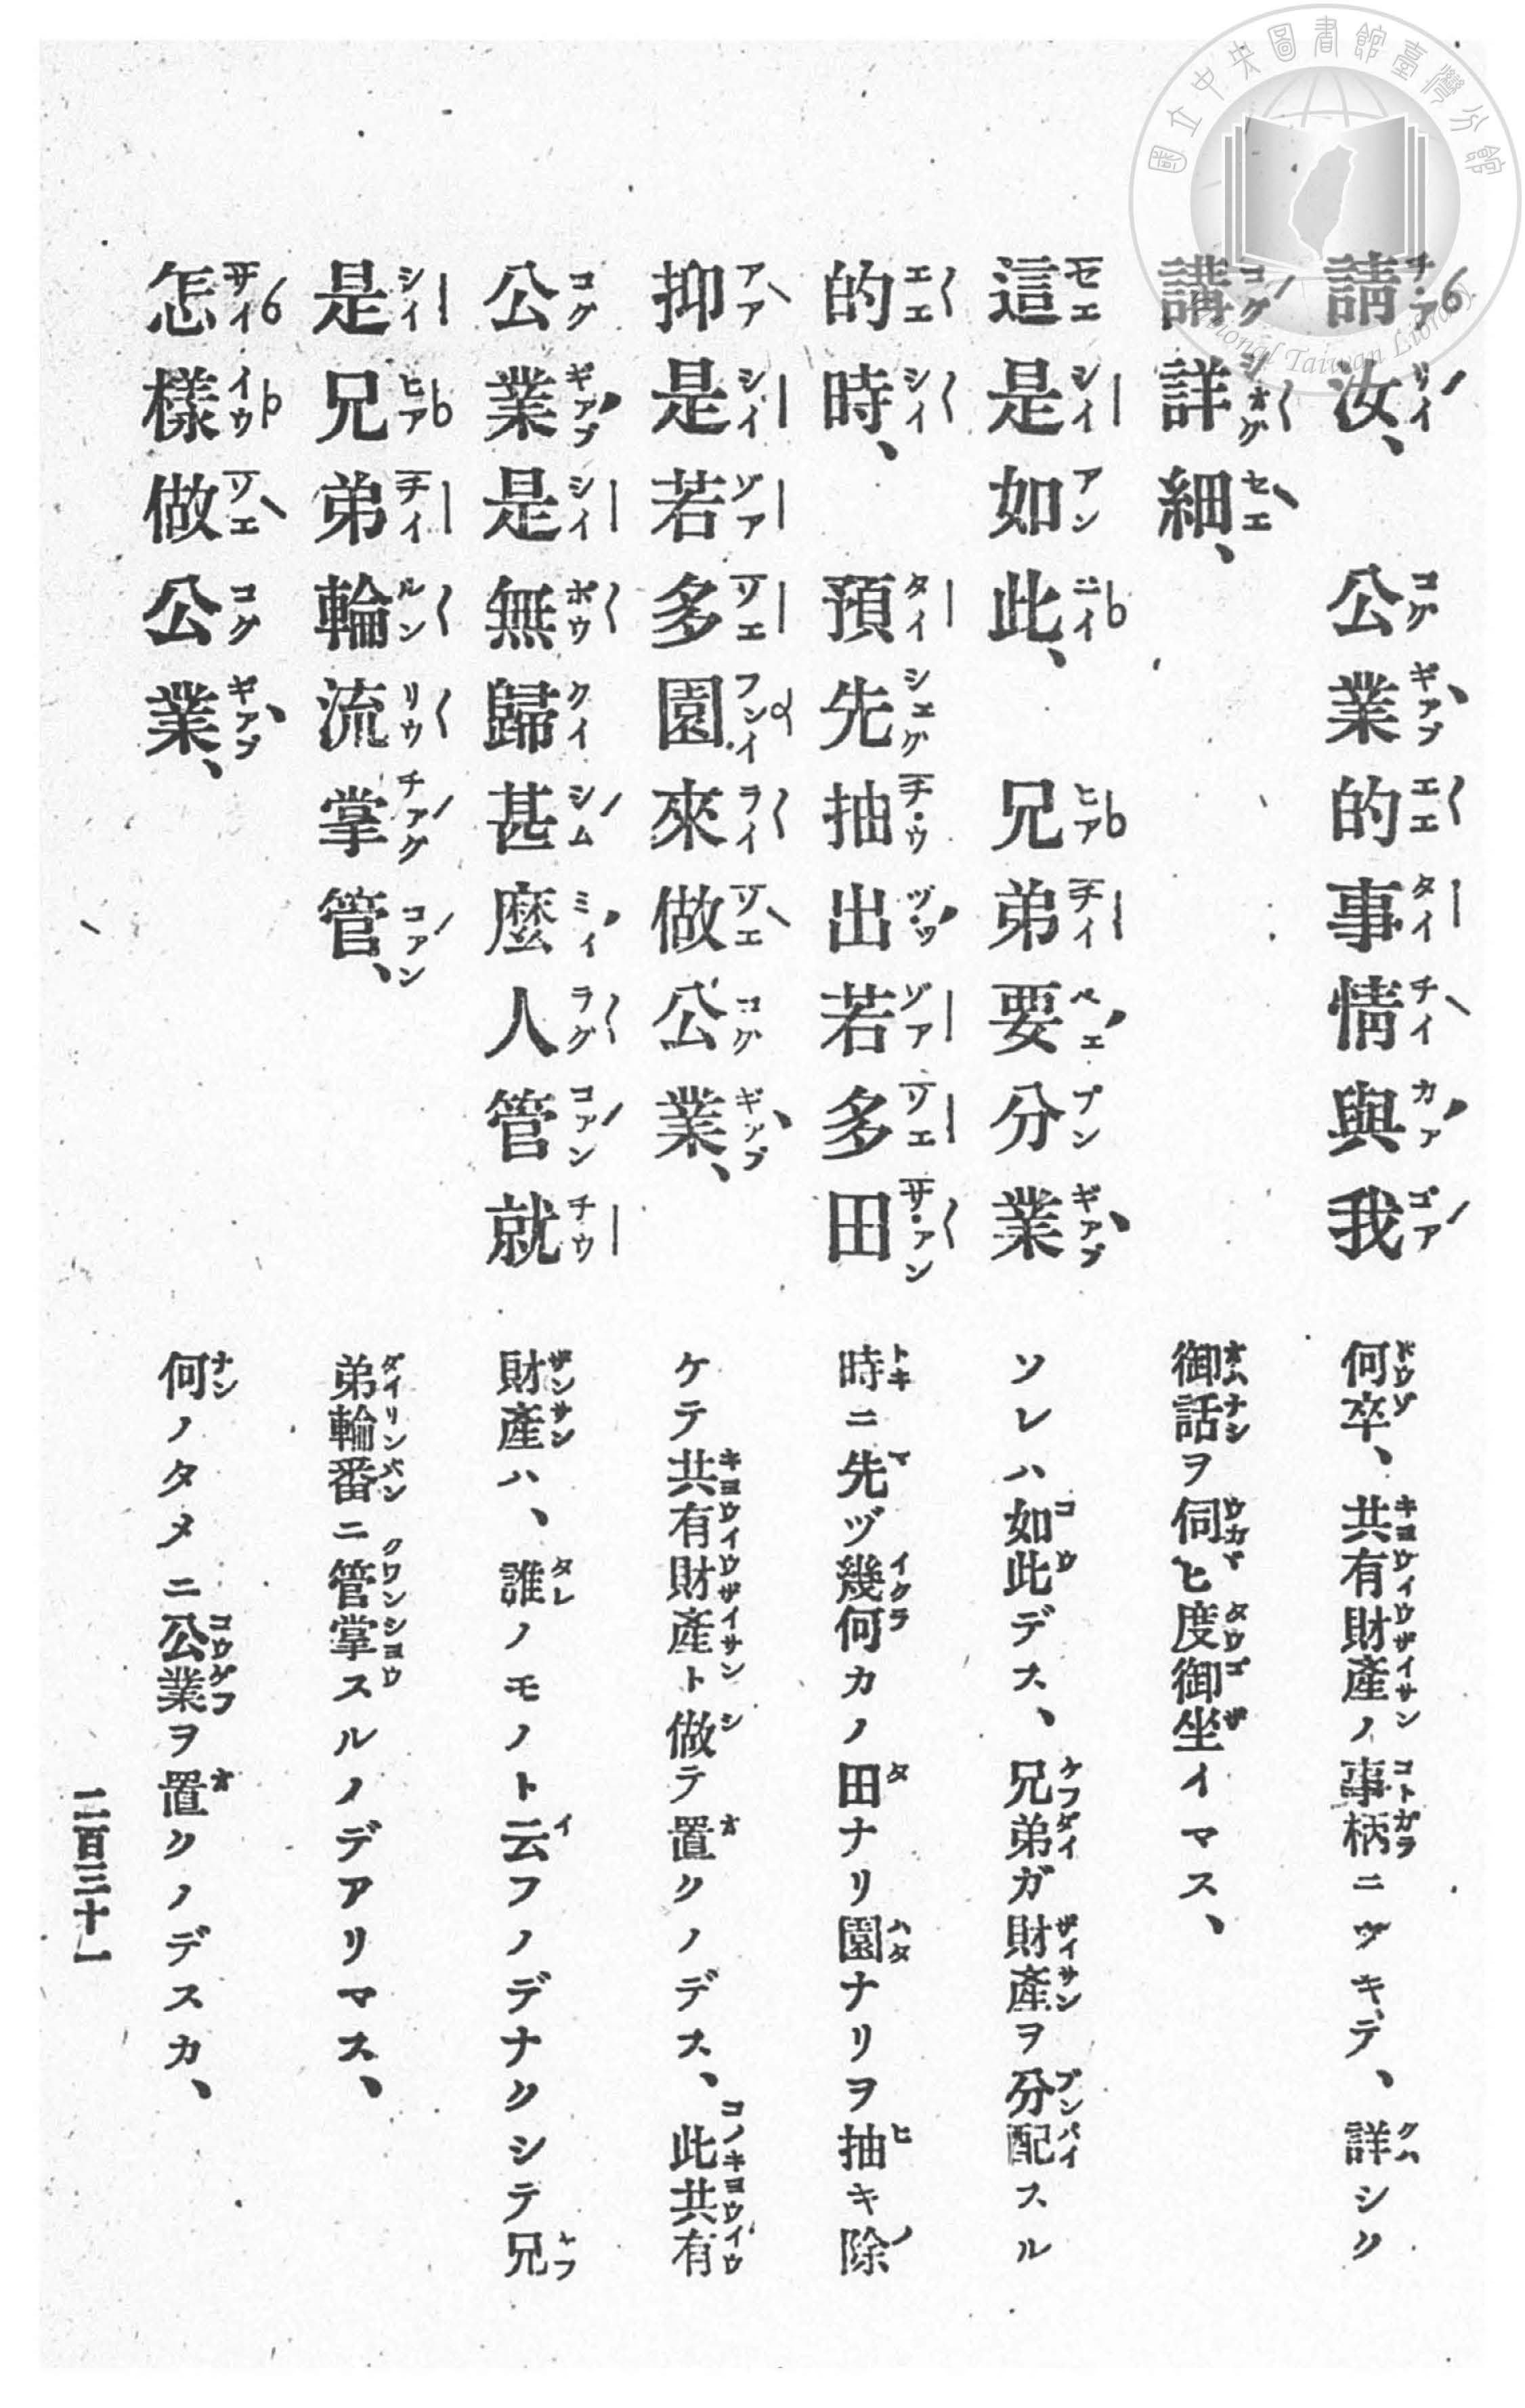 請汝、公業的事情與我
講詳細、
這是如此、兄弟要分業
的時、預先抽出若多田
抑是若多園來做公業、
公業是無歸甚麼人管就
是兄弟輪流掌管、
怎樣做公業、
何卒、共有財產ノ事柄ニツキテ、詳シク
御話ヲ伺ヒ度御坐イマス、
ソレハ如此デス、兄弟ガ財產ヲ分配スル
時ニ先ヅ幾何カノ田ナリ園ナリヲ抽キ除
ケテ共有財產ト做テ置クノデス、此共有
財產ハ、誰ノモノト云フノデナクシテ兄
弟輪番ニ管掌スルノデアリマス、
何ノタメニ公業ヲ置クノデスカ、
二百三十一
國立中央圖書館臺灣分館
National Taiwan Library